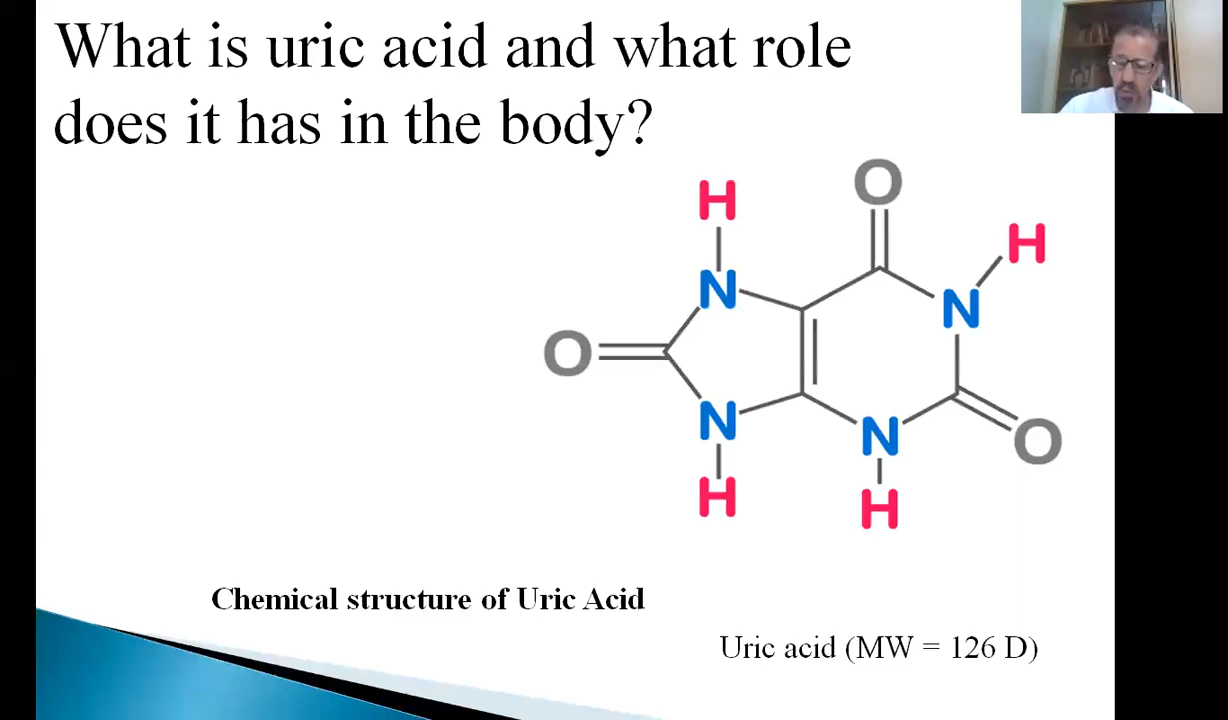 What is uric acid and what role
does it has in the body?
H
O
H
N
N
O
N
N
O
H
H
Chemical structure of Uric Acid
Uric acid (MW = 126 D)